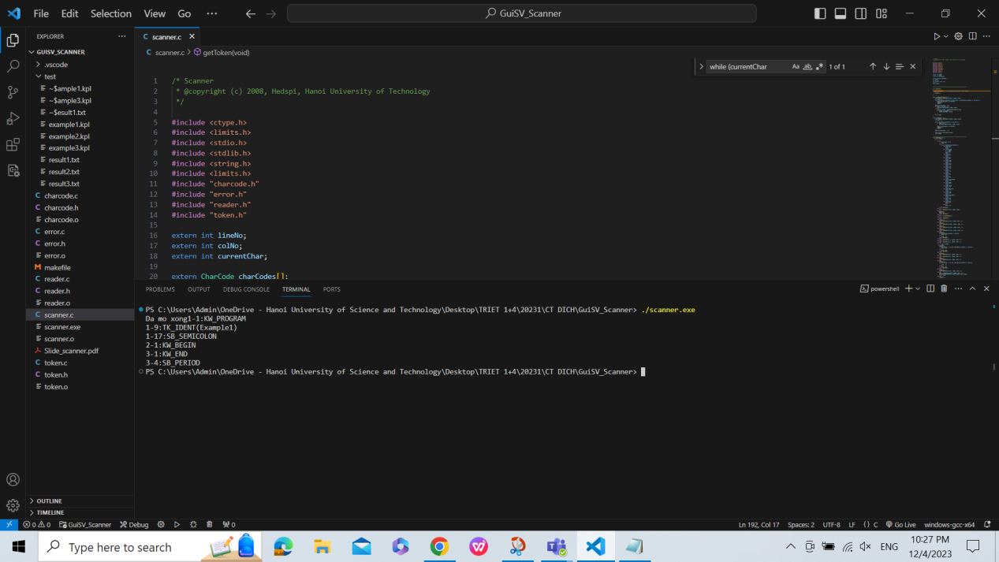 File Edit Selection View Go ··· GuiSV_Scanner
EXPLORER ···
GUISV_SCANNER
.vscode
test
~$ample1.kpl
~$ample3.kpl
~$esult1.txt
example1.kpl
example2.kpl
example3.kpl
result1.txt
result2.txt
result3.txt
C charcode.c
C charcode.h
charcode.o
C error.c
C error.h
error.o
M makefile
C reader.c
C reader.h
reader.o
C scanner.c
scanner.exe
scanner.o
Slide_scanner.pdf
C token.c
C token.h
token.o
OUTLINE
TIMELINE
C scanner.c
C scanner.c > getToken(void)
while (currentChar Aa ab 1 of 1
1 /* Scanner
2 * @copyright (c) 2008, Hedspi, Hanoi University of Technology
3 */
4
5 #include <ctype.h>
6 #include <limits.h>
7 #include <stdio.h>
8 #include <stdlib.h>
9 #include <string.h>
10 #include <limits.h>
11 #include "charcode.h"
12 #include "error.h"
13 #include "reader.h"
14 #include "token.h"
15
16 extern int lineNo;
17 extern int colNo;
18 extern int currentChar;
19
20 extern CharCode charCodes[];
PROBLEMS OUTPUT DEBUG CONSOLE TERMINAL PORTS powershell
PS C:\Users\Admin\OneDrive - Hanoi University of Science and Technology\Desktop\TRIET 1+4\20231\CT DICH\GuiSV_Scanner> ./scanner.exe
Da mo xong1-1:KW_PROGRAM
1-9:TK_IDENT(Example1)
1-17:SB_SEMICOLON
2-1:KW_BEGIN
3-1:KW_END
3-4:SB_PERIOD
PS C:\Users\Admin\OneDrive - Hanoi University of Science and Technology\Desktop\TRIET 1+4\20231\CT DICH\GuiSV_Scanner>
0 0 GuiSV_Scanner Debug 0 Ln 192, Col 17 Spaces: 2 UTF-8 LF {} C Go Live windows-gcc-x64
Type here to search ENG
10:27 PM
12/4/2023